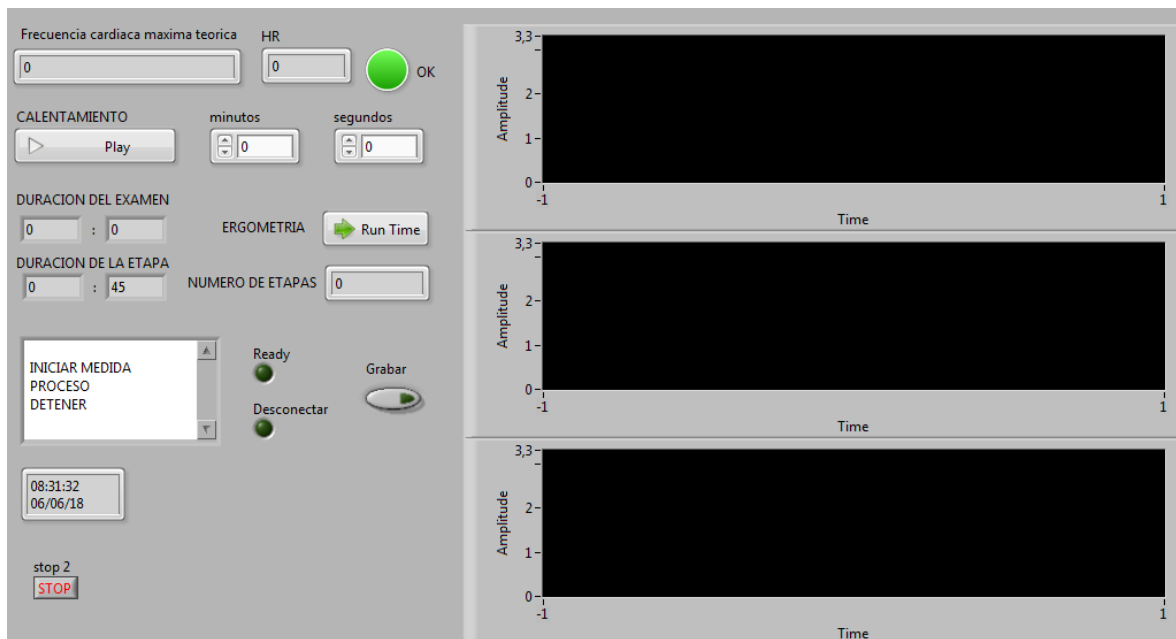 Frecuencia cardiaca maxima teorica
HR
0
0
OK
CALENTAMIENTO
minutos
segundos
Play
0
0
DURACION DEL EXAMEN
0 : 0
ERGOMETRIA
Run Time
DURACION DE LA ETAPA
0 : 45
NUMERO DE ETAPAS
0
INICIAR MEDIDA
PROCESO
DETENER
Ready
Desconectar
Grabar
08:31:32
06/06/18
stop 2
STOP
3,3
2
1
0
Amplitude
-1
1
Time
3,3
2
1
0
Amplitude
-1
1
Time
3,3
2
1
0
Amplitude
-1
1
Time